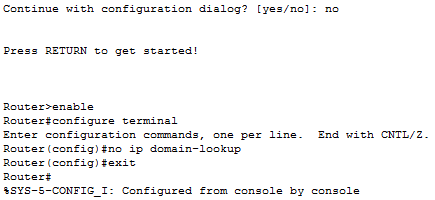 Continue with configuration dialog? [yes/no]: no
Press RETURN to get started!
Router>enable
Router#configure terminal
Enter configuration commands, one per line.  End with CNTL/Z.
Router(config)#no ip domain-lookup
Router(config)#exit
Router#
%SYS-5-CONFIG_I: Configured from console by console